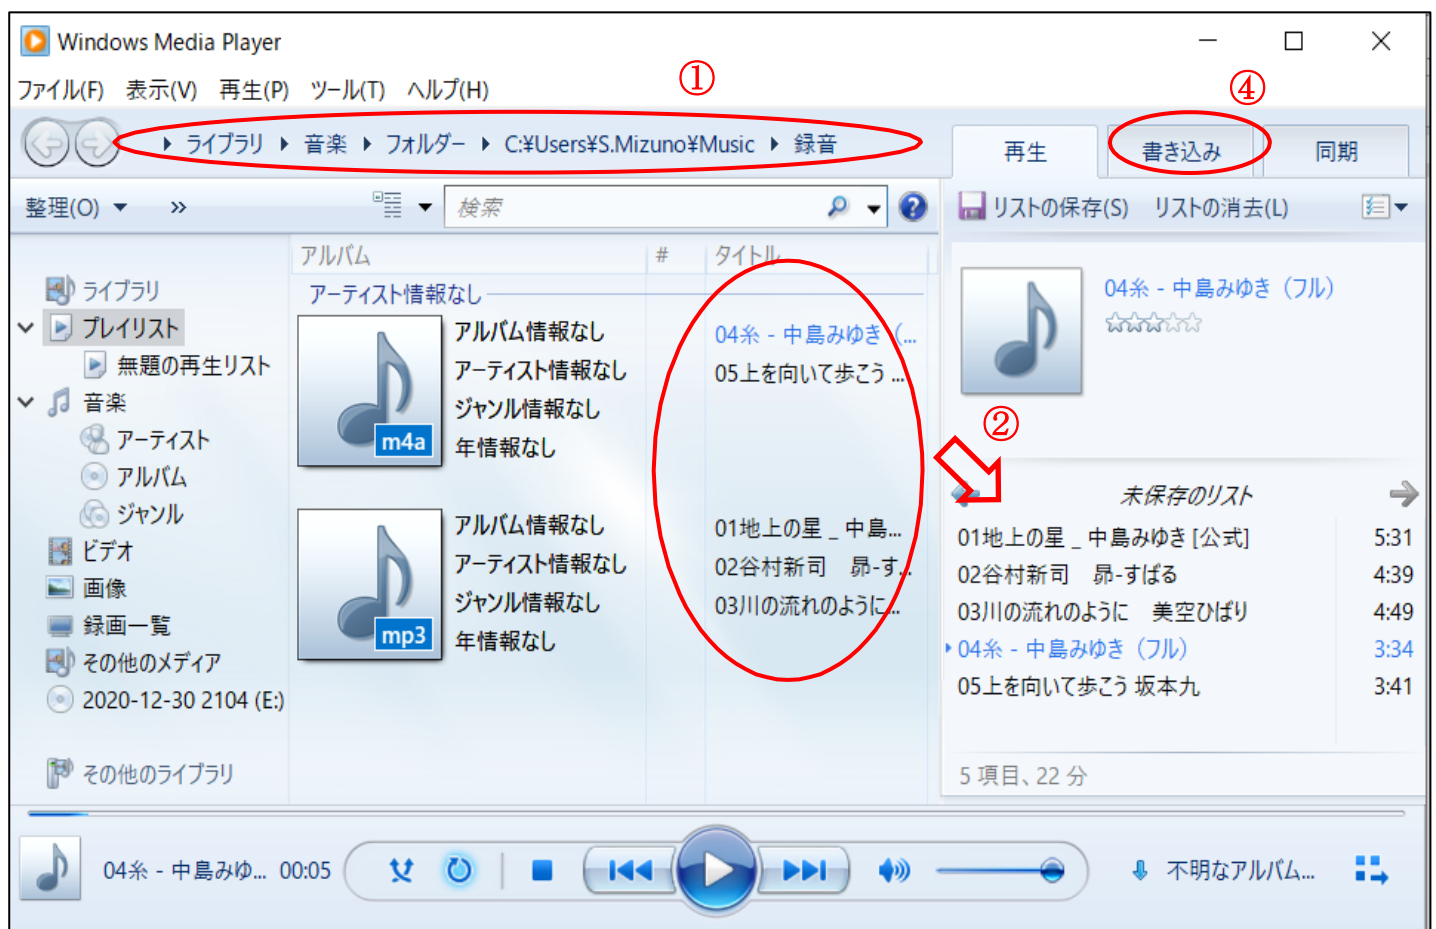 Windows Media Player
ファイル(F) 表示(V) 再生(P) ツール(T) ヘルプ(H)
① ④
ライブラリ 音楽 フォルダー C:¥Users¥S.Mizuno¥Music 録音
再生 書き込み 同期
整理(O) » 検索
リストの保存(S) リストの消去(L)
アルバム # タイトル
アーティスト情報なし
ライブラリ
プレイリスト
無題の再生リスト
音楽
アーティスト
アルバム
ジャンル
ビデオ
画像
録画一覧
その他のメディア
2020-12-30 2104 (E:)
その他のライブラリ
m4a
アルバム情報なし
アーティスト情報なし
ジャンル情報なし
年情報なし
04糸 - 中島みゆき (...
05上を向いて歩こう ...
mp3
アルバム情報なし
アーティスト情報なし
ジャンル情報なし
年情報なし
01地上の星 _ 中島...
02谷村新司 昴-す...
03川の流れのように...
04糸 - 中島みゆき（フル）
②
未保存のリスト
01地上の星 _ 中島みゆき [公式] 5:31
02谷村新司 昴-すばる 4:39
03川の流れのように 美空ひばり 4:49
04糸 - 中島みゆき（フル） 3:34
05上を向いて歩こう 坂本九 3:41
5 項目、22 分
04糸 - 中島みゆ... 00:05
不明なアルバム...